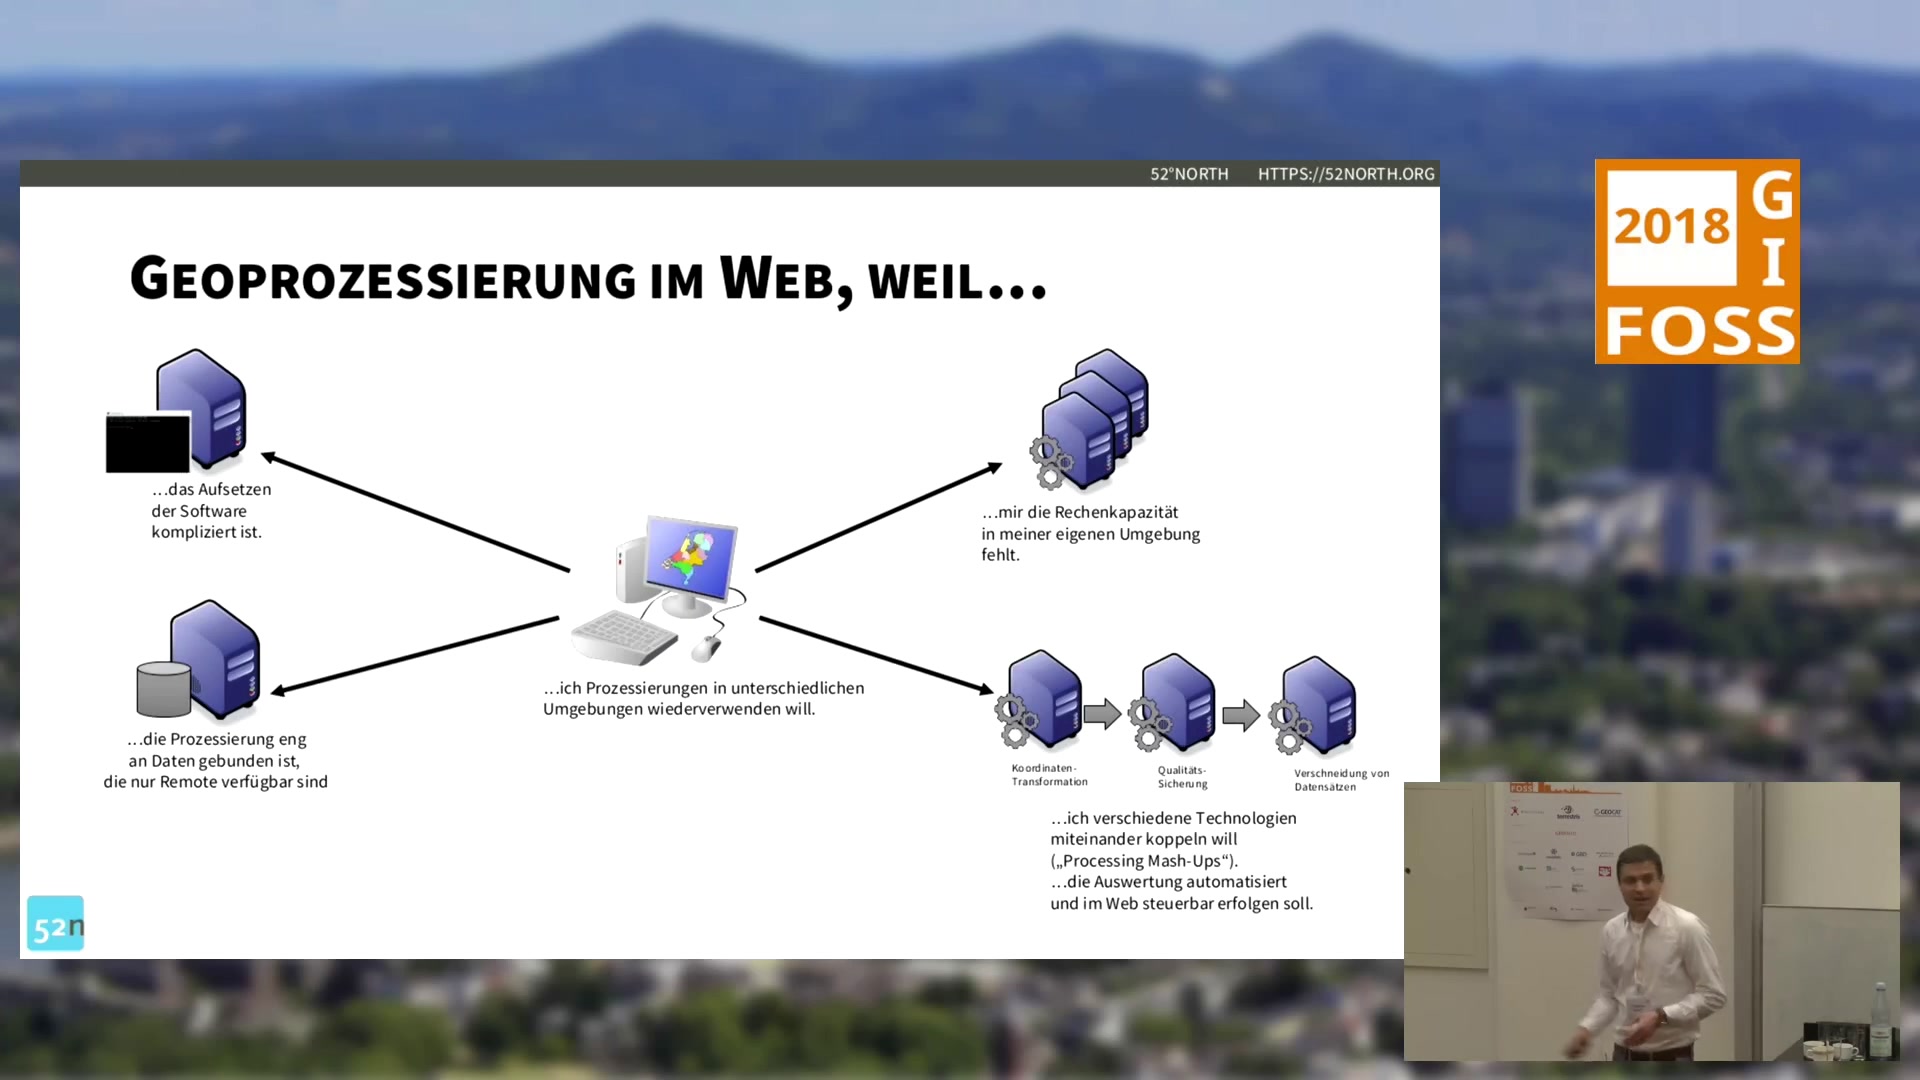 52°NORTH HTTPS://52NORTH.ORG
GEOPROZESSIERUNG IM WEB, WEIL...
...das Aufsetzen
der Software
kompliziert ist.
...mir die Rechenkapazität
in meiner eigenen Umgebung
fehlt.
...ich Prozessierungen in unterschiedlichen
Umgebungen wiederverwenden will.
...die Prozessierung eng
an Daten gebunden ist,
die nur Remote verfügbar sind
Koordinaten-
Transformation
Qualitäts-
Sicherung
Verschneidung von
Datensätzen
...ich verschiedene Technologien
miteinander koppeln will
(„Processing Mash-Ups“).
...die Auswertung automatisiert
und im Web steuerbar erfolgen soll.
52n
2018
G
I
FOSS
FOSS
terrestris
GEOCAT